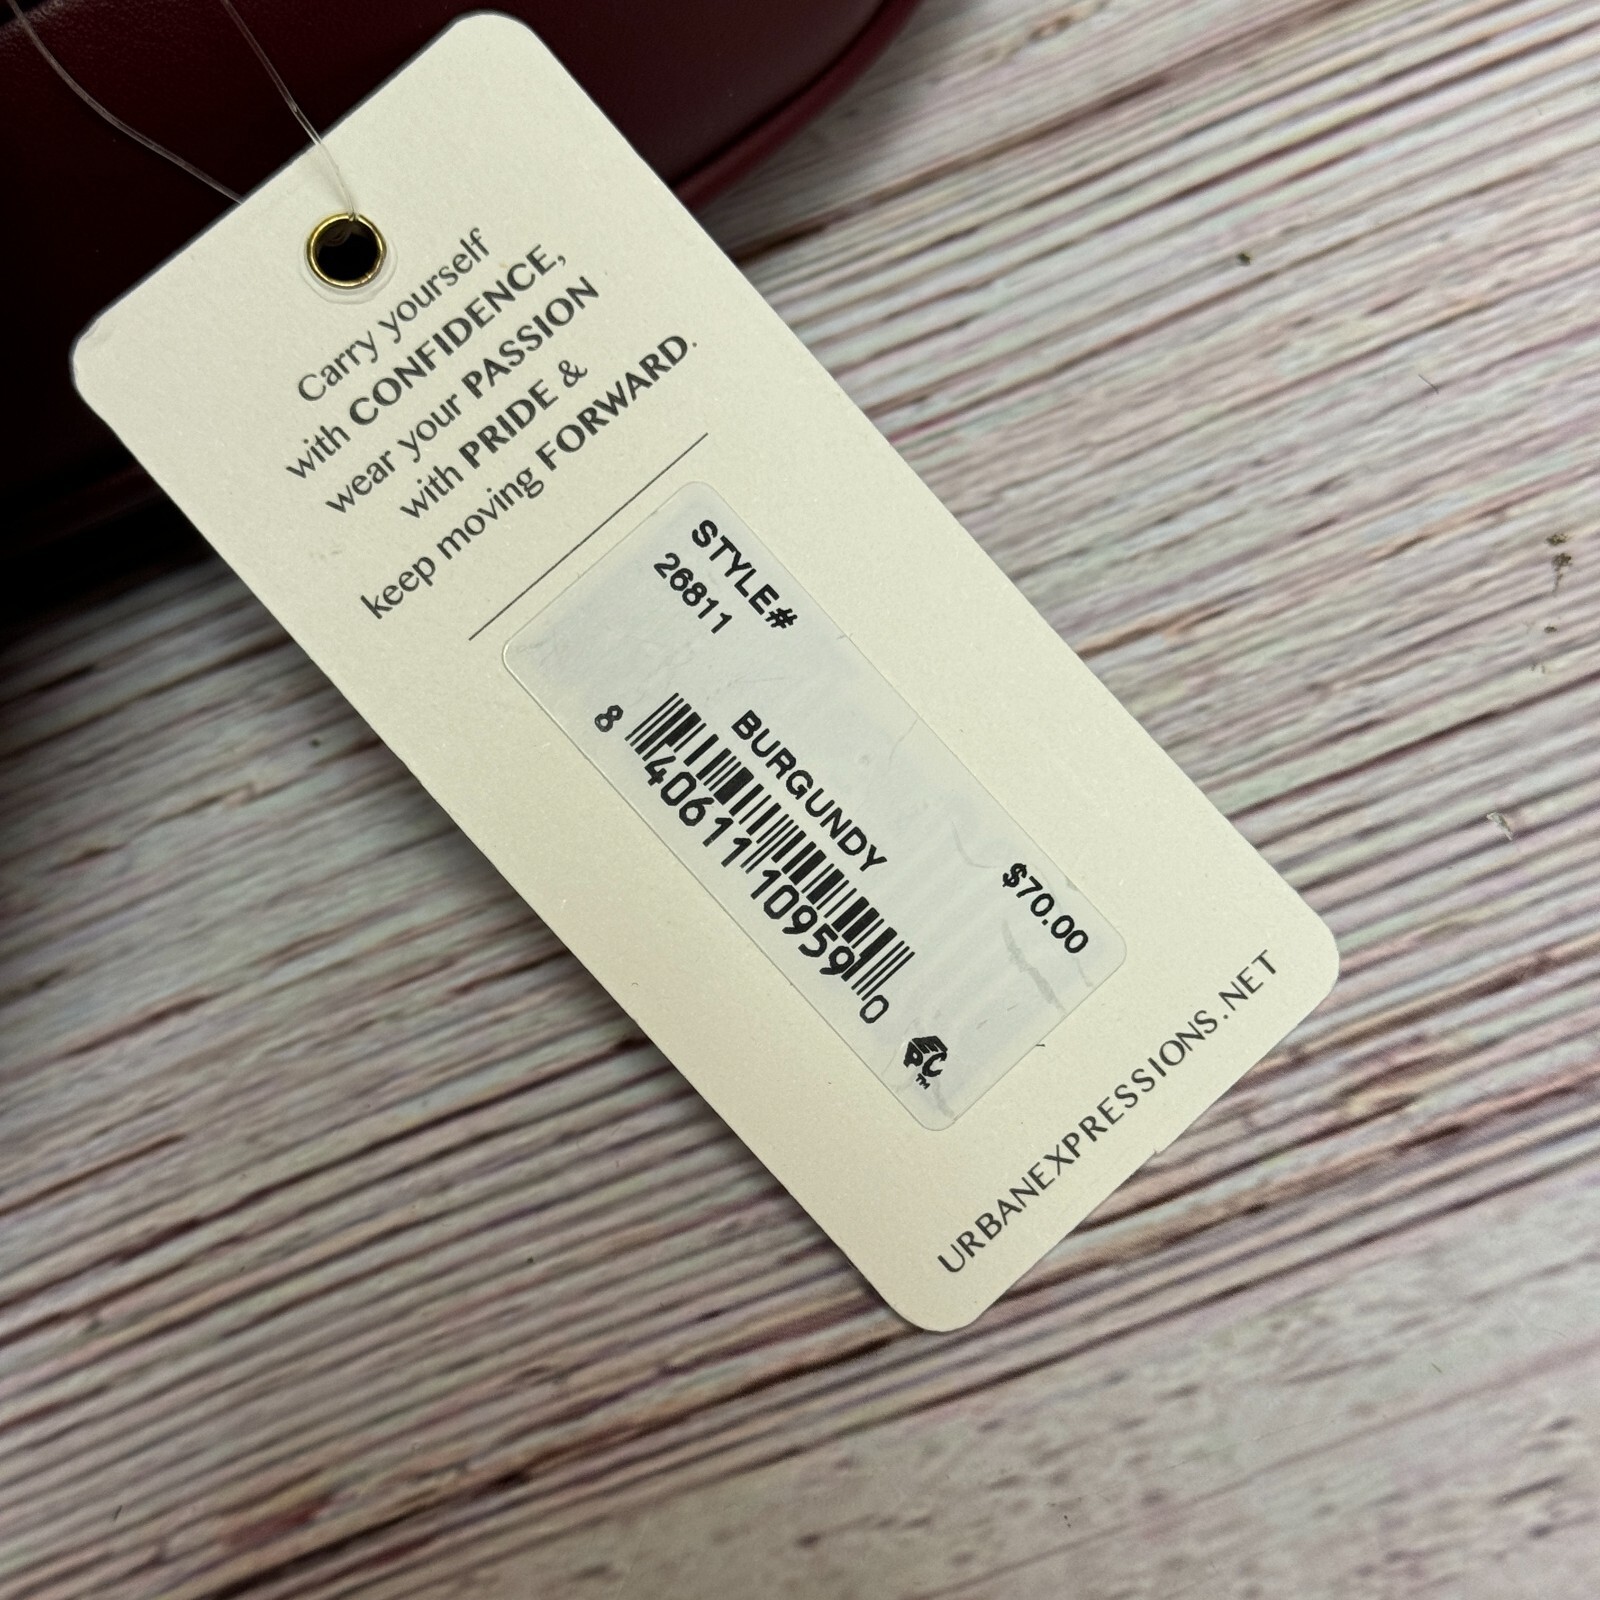 Carry yourself
with CONFIDENCE,
wear your PASSION
with PRIDE &
keep moving FORWARD.
STYLE#
26811
BURGUNDY
8 40611 10959 0
$70.00
EPC™
URBANEXPRESSIONS.NET